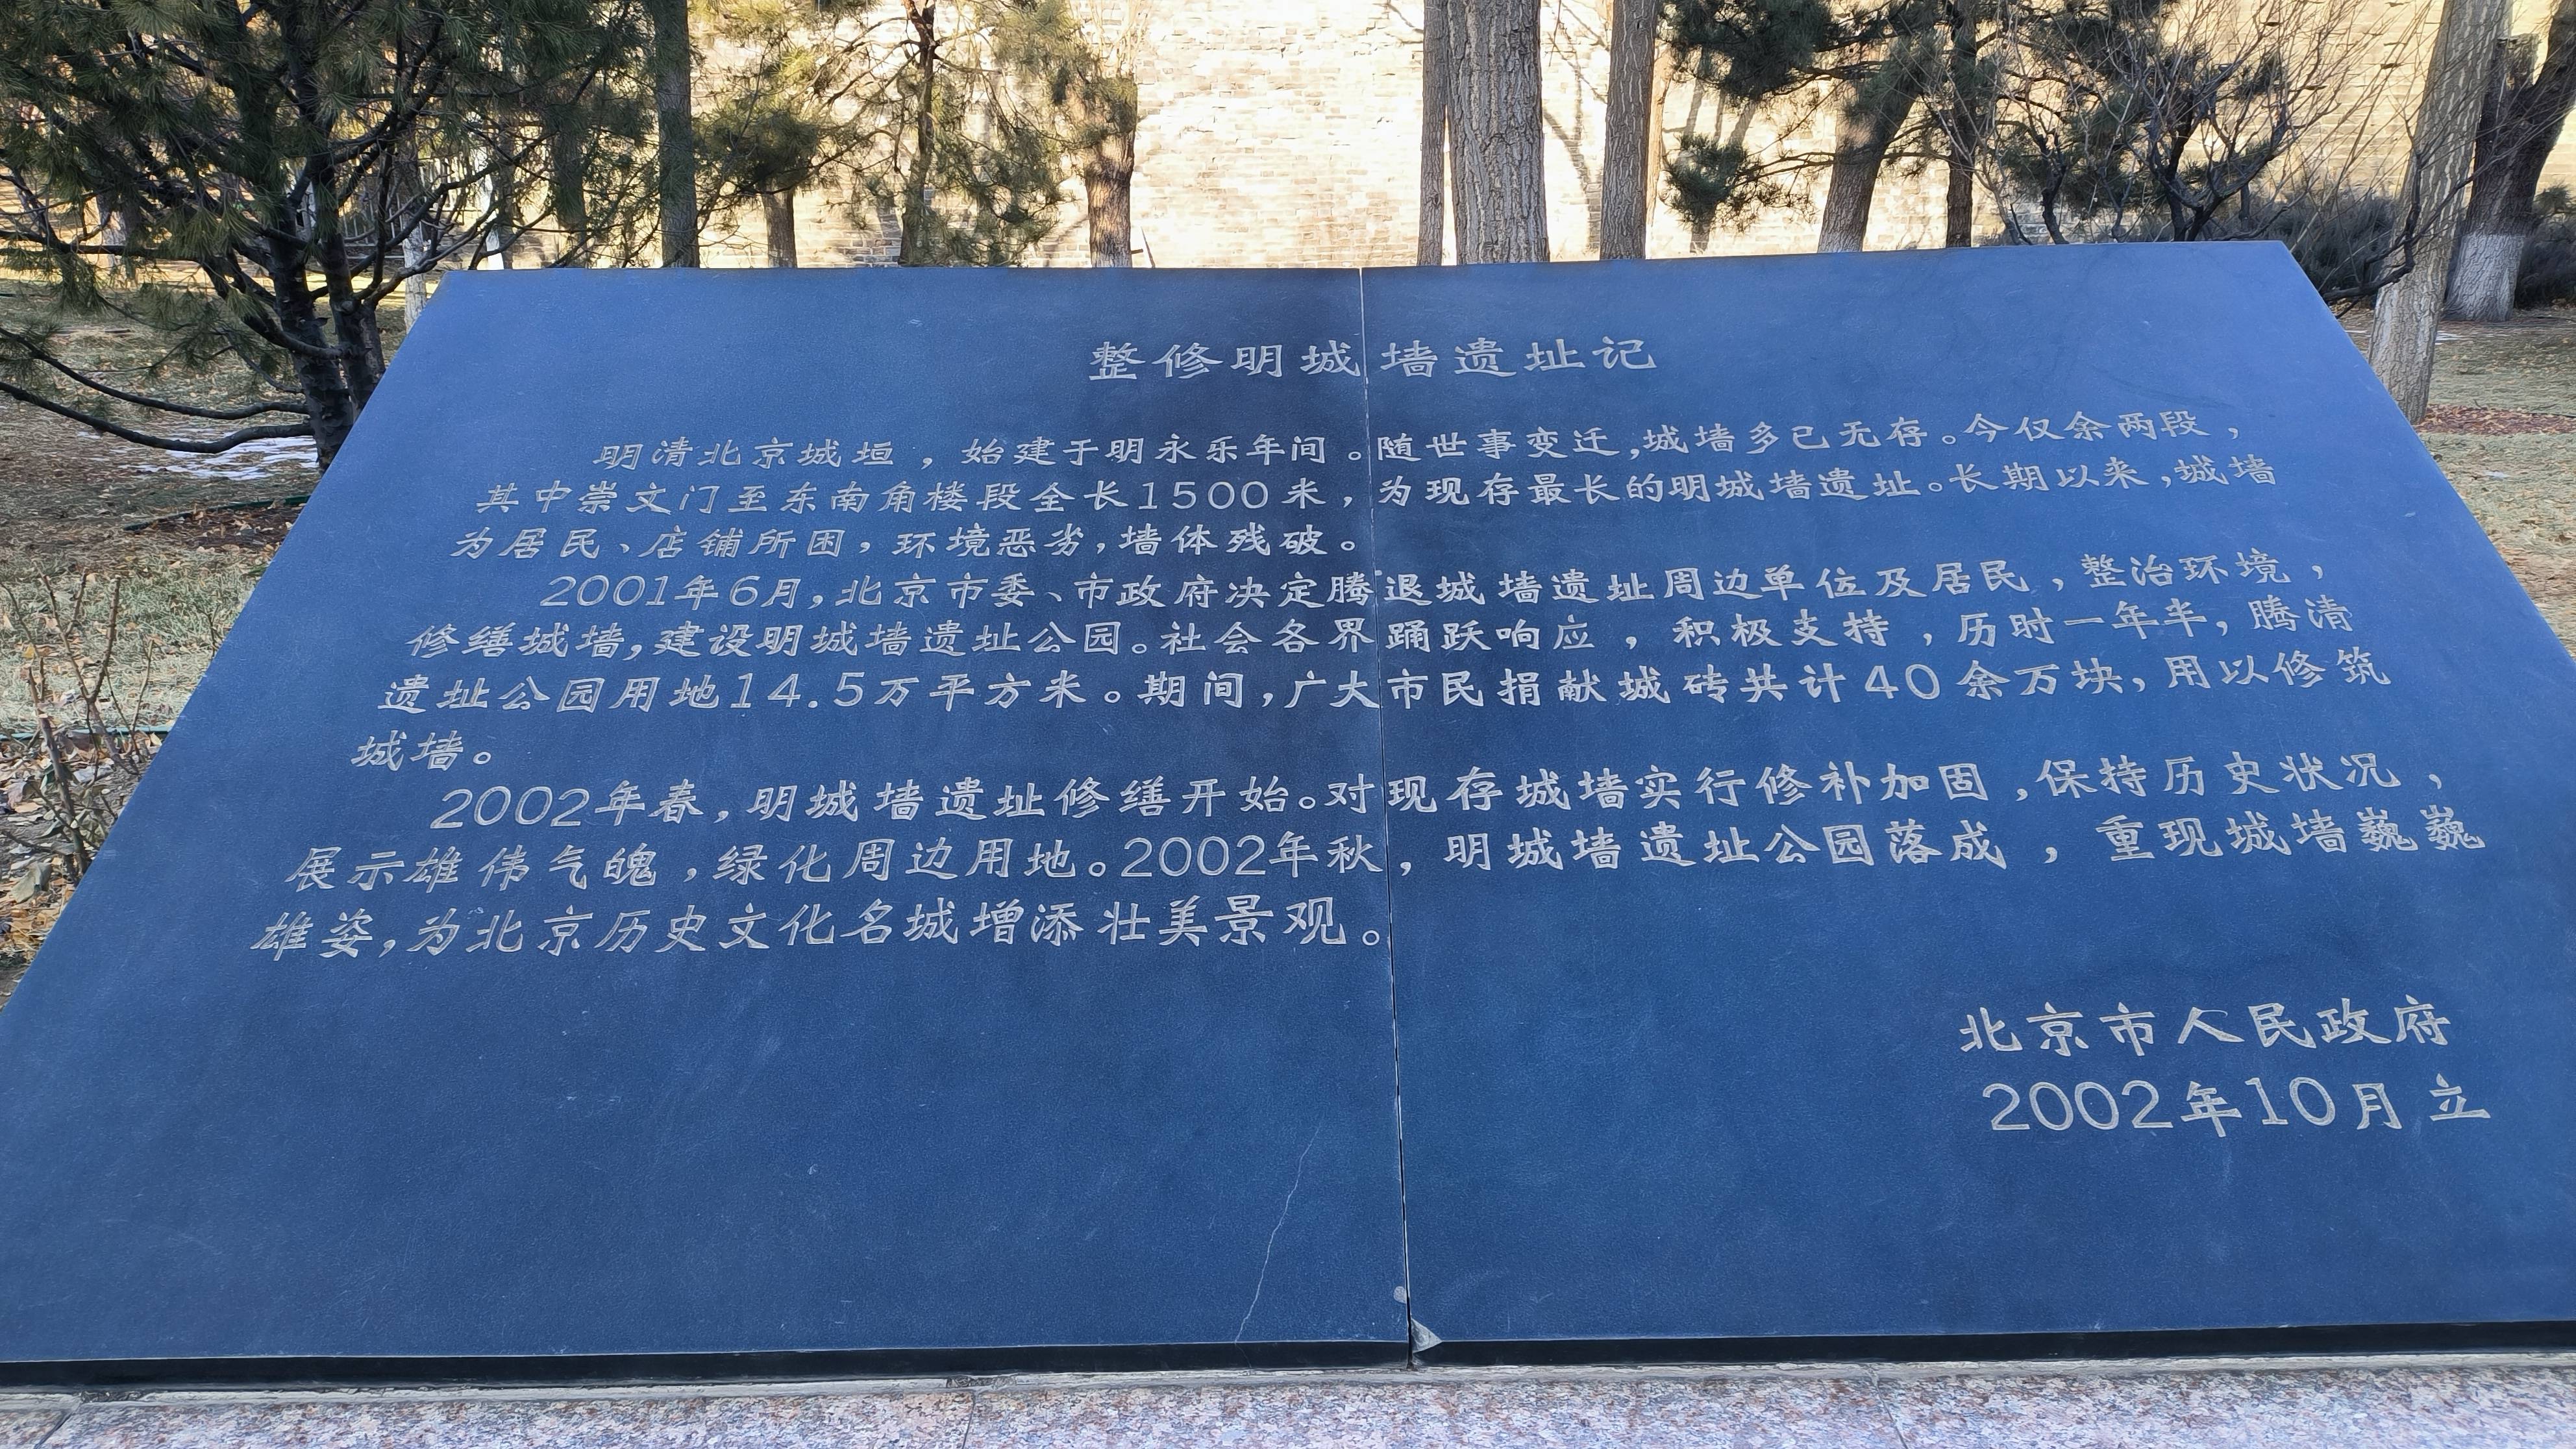 整修明城墙遗址记
明清北京城垣，始建于明永乐年间。随世事变迁,城墙多已无存。今仅余两段，
其中崇文门至东南角楼段全长1500米，为现存最长的明城墙遗址。长期以来,城墙
为居民、店铺所困，环境恶劣,墙体残破。
2001年6月,北京市委、市政府决定腾退城墙遗址周边单位及居民，整治环境，
修缮城墙,建设明城墙遗址公园。社会各界踊跃响应，积极支持，历时一年半,腾清
遗址公园用地14.5万平方米。期间,广大市民捐献城砖共计40余万块,用以修筑
城墙。
2002年春,明城墙遗址修缮开始。对现存城墙实行修补加固,保持历史状况，
展示雄伟气魄,绿化周边用地。2002年秋，明城墙遗址公园落成，重现城墙巍巍
雄姿,为北京历史文化名城增添壮美景观。
北京市人民政府
2002年10月立